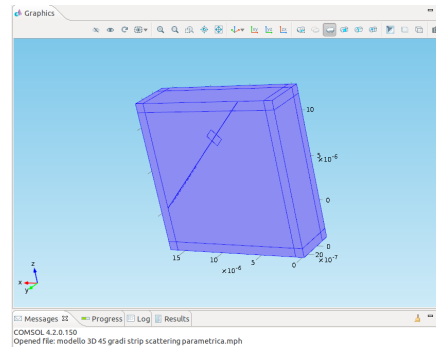 Graphics
10
5
×10⁻⁶
0
0
20
×10⁻⁷
15
10
5
0
×10⁻⁶
z
x
y
Messages
Progress
Log
Results
COMSOL 4.2.0.150
Opened file: modello 3D 45 gradi strip scattering parametrica.mph